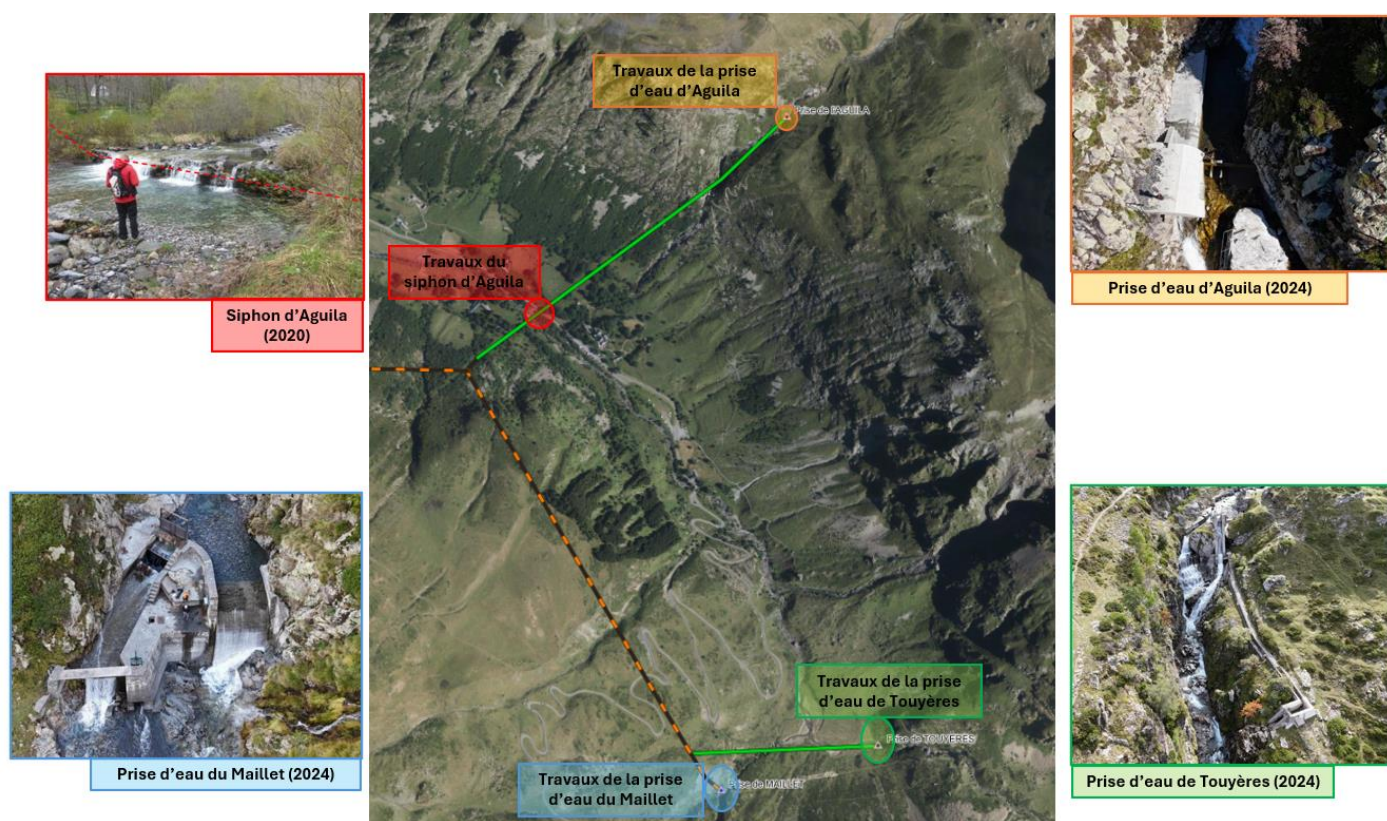 Travaux de la prise
d'eau d'Aguila
Prise de l'AGUILA
Travaux du
siphon d'Aguila
Siphon d'Aguila
(2020)
Prise d'eau d'Aguila (2024)
Travaux de la prise
d'eau de Touyères
Prise de TOUYERES
Travaux de la prise
d'eau du Maillet
Prise de MAILLET
Prise d'eau du Maillet (2024)
Prise d'eau de Touyères (2024)